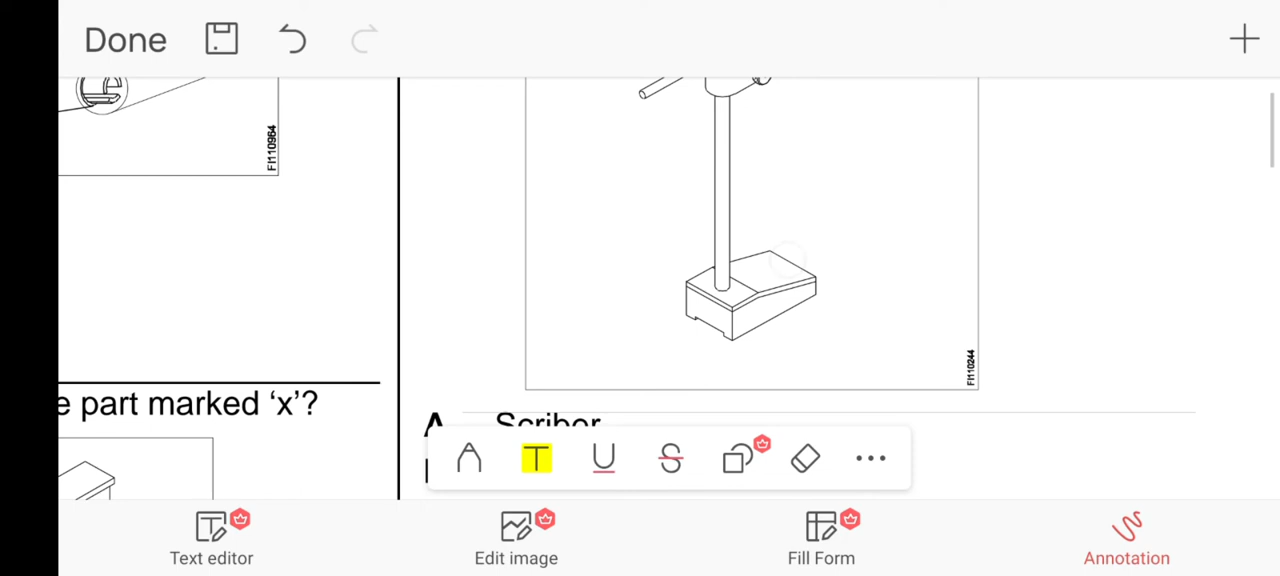 Done
FI110964
FI110244
e part marked ‘x’?
A Scriber
T U S
Text editor
Edit image
Fill Form
Annotation